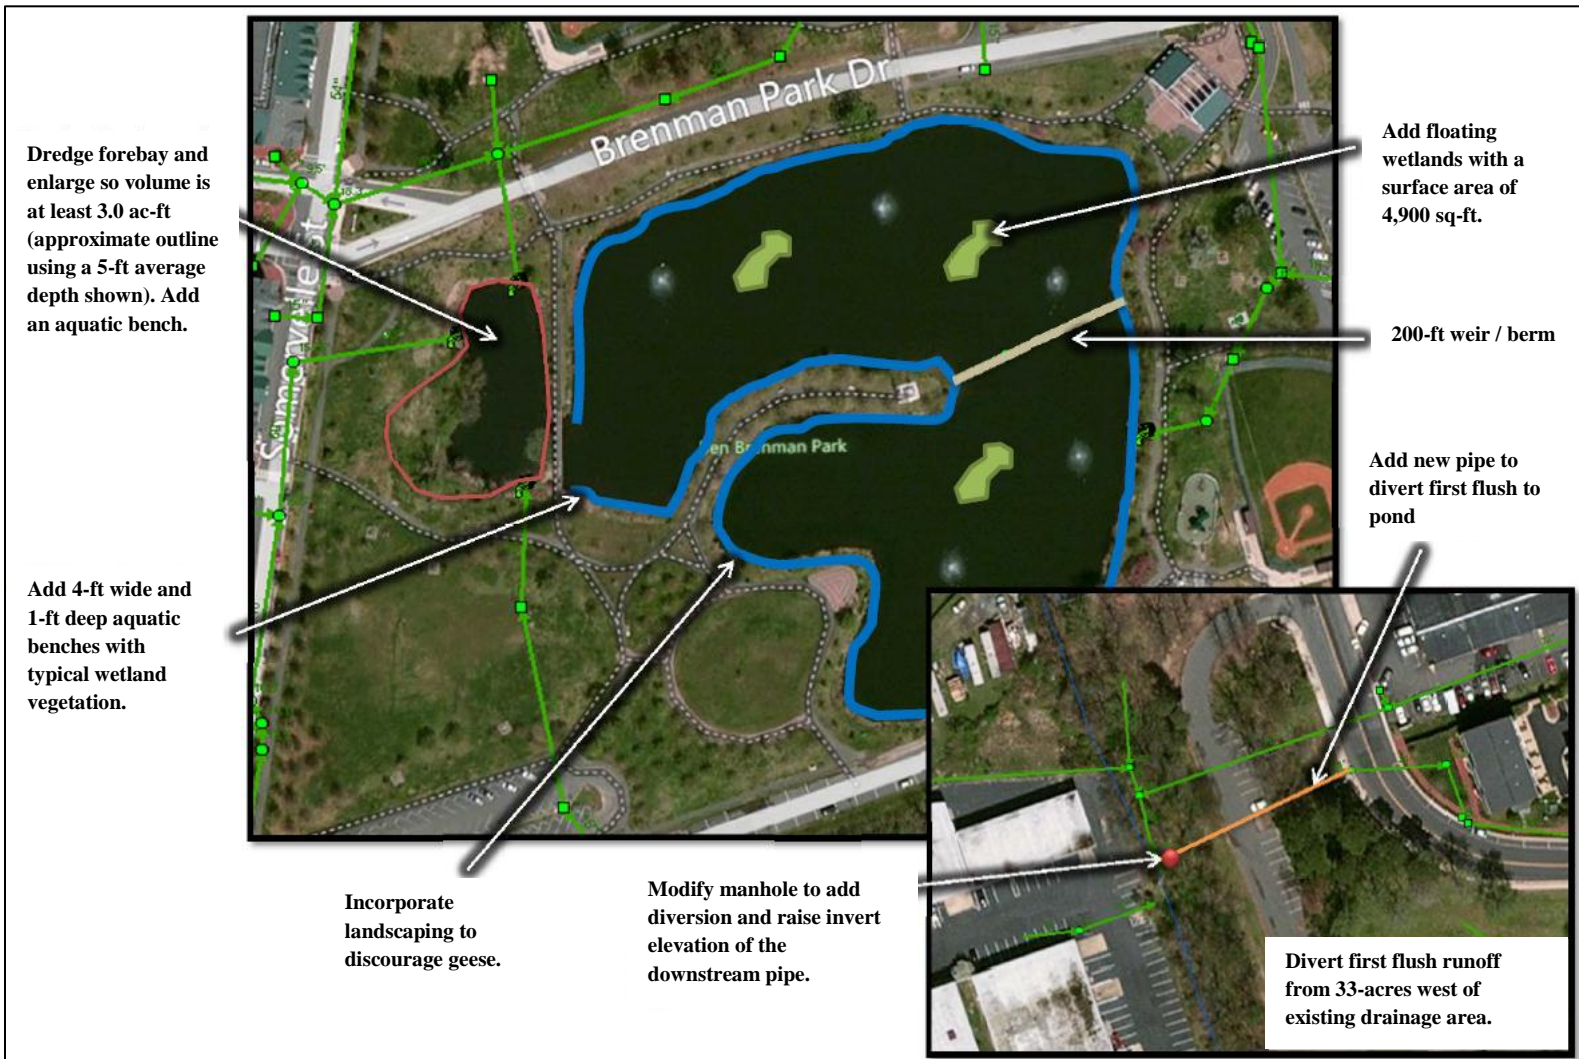 Dredge forebay and
enlarge so volume is
at least 3.0 ac-ft
(approximate outline
using a 5-ft average
depth shown). Add
an aquatic bench.
Add 4-ft wide and
1-ft deep aquatic
benches with
typical wetland
vegetation.
Brenman Park Dr
54"
18.3
60"
Ben Brenman Park
Add floating
wetlands with a
surface area of
4,900 sq-ft.
200-ft weir / berm
Add new pipe to
divert first flush to
pond
Incorporate
landscaping to
discourage geese.
Modify manhole to add
diversion and raise invert
elevation of the
downstream pipe.
Divert first flush runoff
from 33-acres west of
existing drainage area.